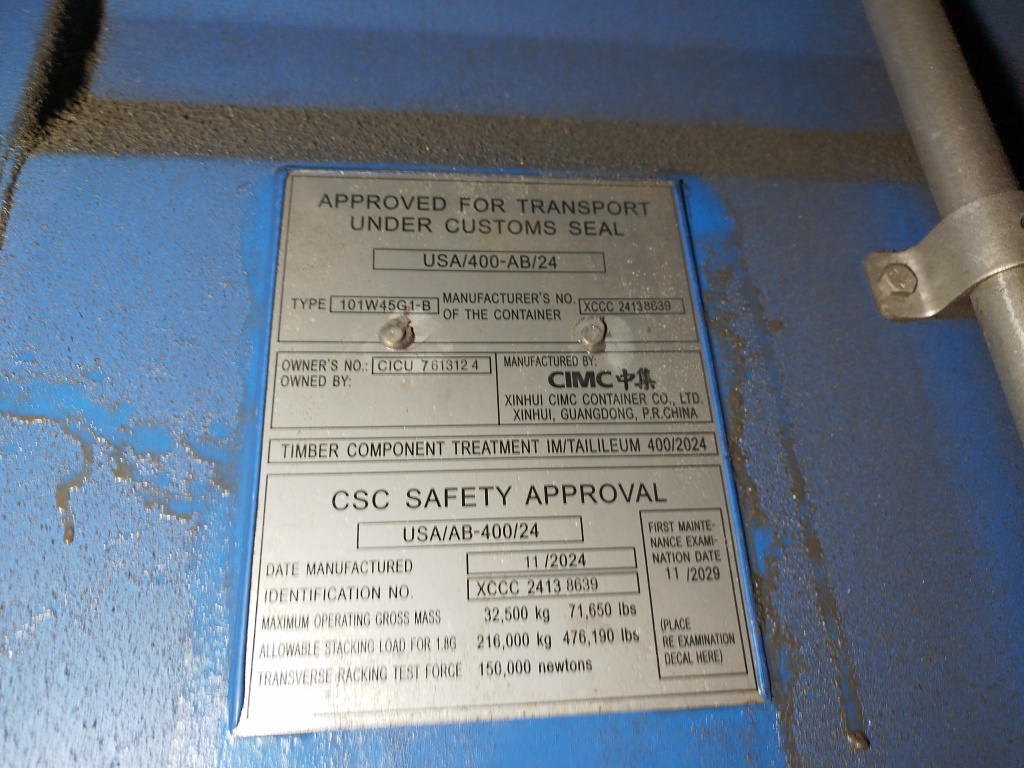 APPROVED FOR TRANSPORT
UNDER CUSTOMS SEAL
USA/400-AB/24
TYPE 101W45G1-B MANUFACTURER'S NO. OF THE CONTAINER XCCC 2413 8639
OWNER'S NO.: CICU 761312 4
OWNED BY:
MANUFACTURED BY:
CIMC 中集
XINHUI CIMC CONTAINER CO., LTD.
XINHUI, GUANGDONG, P.R.CHINA
TIMBER COMPONENT TREATMENT IM/TAILILEUM 400/2024
CSC SAFETY APPROVAL
USA/AB-400/24
DATE MANUFACTURED 11 /2024
IDENTIFICATION NO. XCCC 2413 8639
MAXIMUM OPERATING GROSS MASS 32,500 kg 71,650 lbs
ALLOWABLE STACKING LOAD FOR 1.8G 216,000 kg 476,190 lbs
TRANSVERSE RACKING TEST FORCE 150,000 newtons
FIRST MAINTE-
NANCE EXAMI-
NATION DATE
11 /2029
(PLACE
RE EXAMINATION
DECAL HERE)